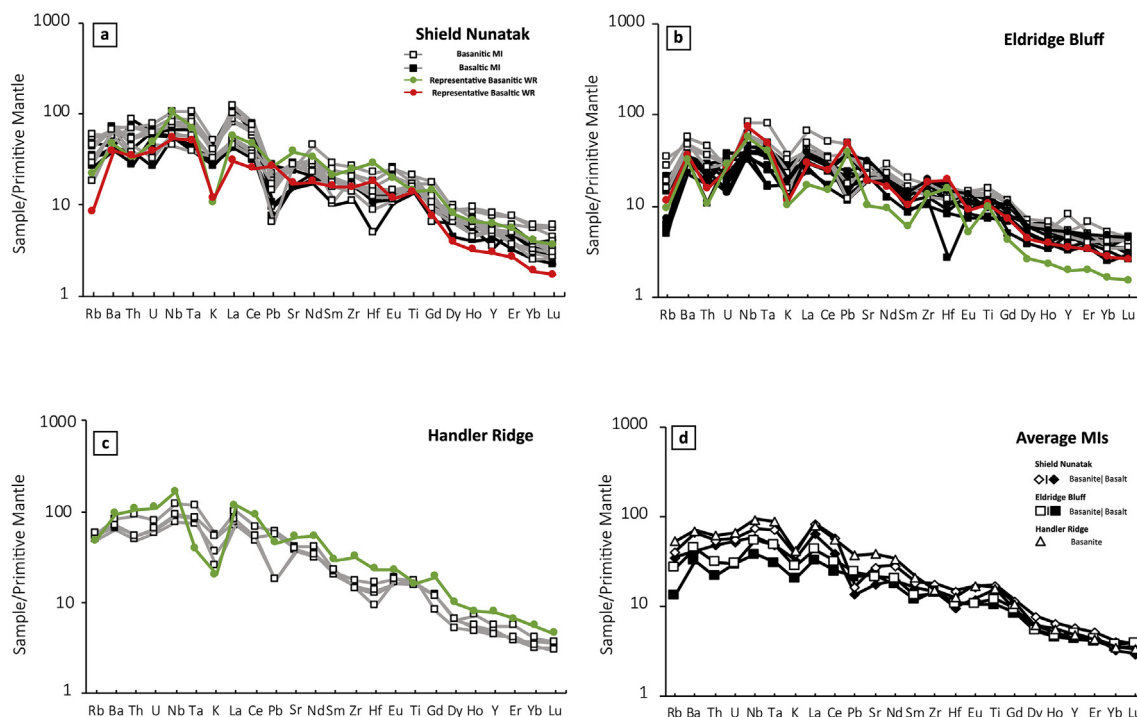 1000
a
Shield Nunatak
Basanitic MI
Basaltic MI
Representative Basanitic WR
Representative Basaltic WR
100
10
1
Sample/Primitive Mantle
Rb Ba Th U Nb Ta K La Ce Pb Sr Nd Sm Zr Hf Eu Ti Gd Dy Ho Y Er Yb Lu
1000
b
Eldridge Bluff
100
10
1
Sample/Primitive Mantle
Rb Ba Th U Nb Ta K La Ce Pb Sr Nd Sm Zr Hf Eu Ti Gd Dy Ho Y Er Yb Lu
1000
c
Handler Ridge
100
10
1
Sample/Primitive Mantle
Rb Ba Th U Nb Ta K La Ce Pb Sr Nd Sm Zr Hf Eu Ti Gd Dy Ho Y Er Yb Lu
1000
d
Average MIs
Shield Nunatak
Basanite| Basalt
Eldridge Bluff
Basanite| Basalt
Handler Ridge
Basanite
100
10
1
Sample/Primitive Mantle
Rb Ba Th U Nb Ta K La Ce Pb Sr Nd Sm Zr Hf Eu Ti Gd Dy Ho Y Er Yb Lu